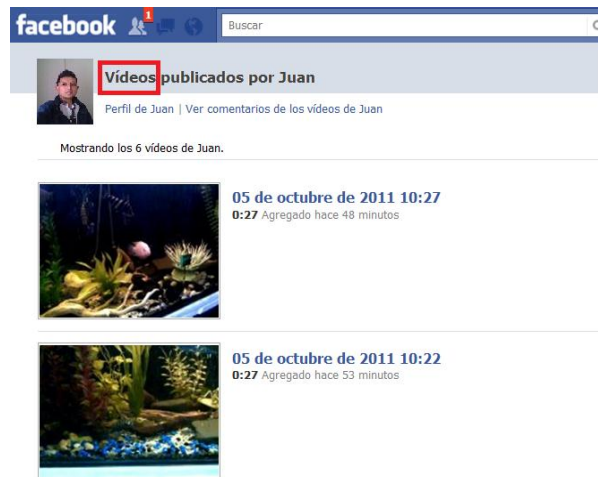 facebook
1
Buscar
Vídeos publicados por Juan
Perfil de Juan | Ver comentarios de los vídeos de Juan
Mostrando los 6 vídeos de Juan.
05 de octubre de 2011 10:27
0:27 Agregado hace 48 minutos
05 de octubre de 2011 10:22
0:27 Agregado hace 53 minutos